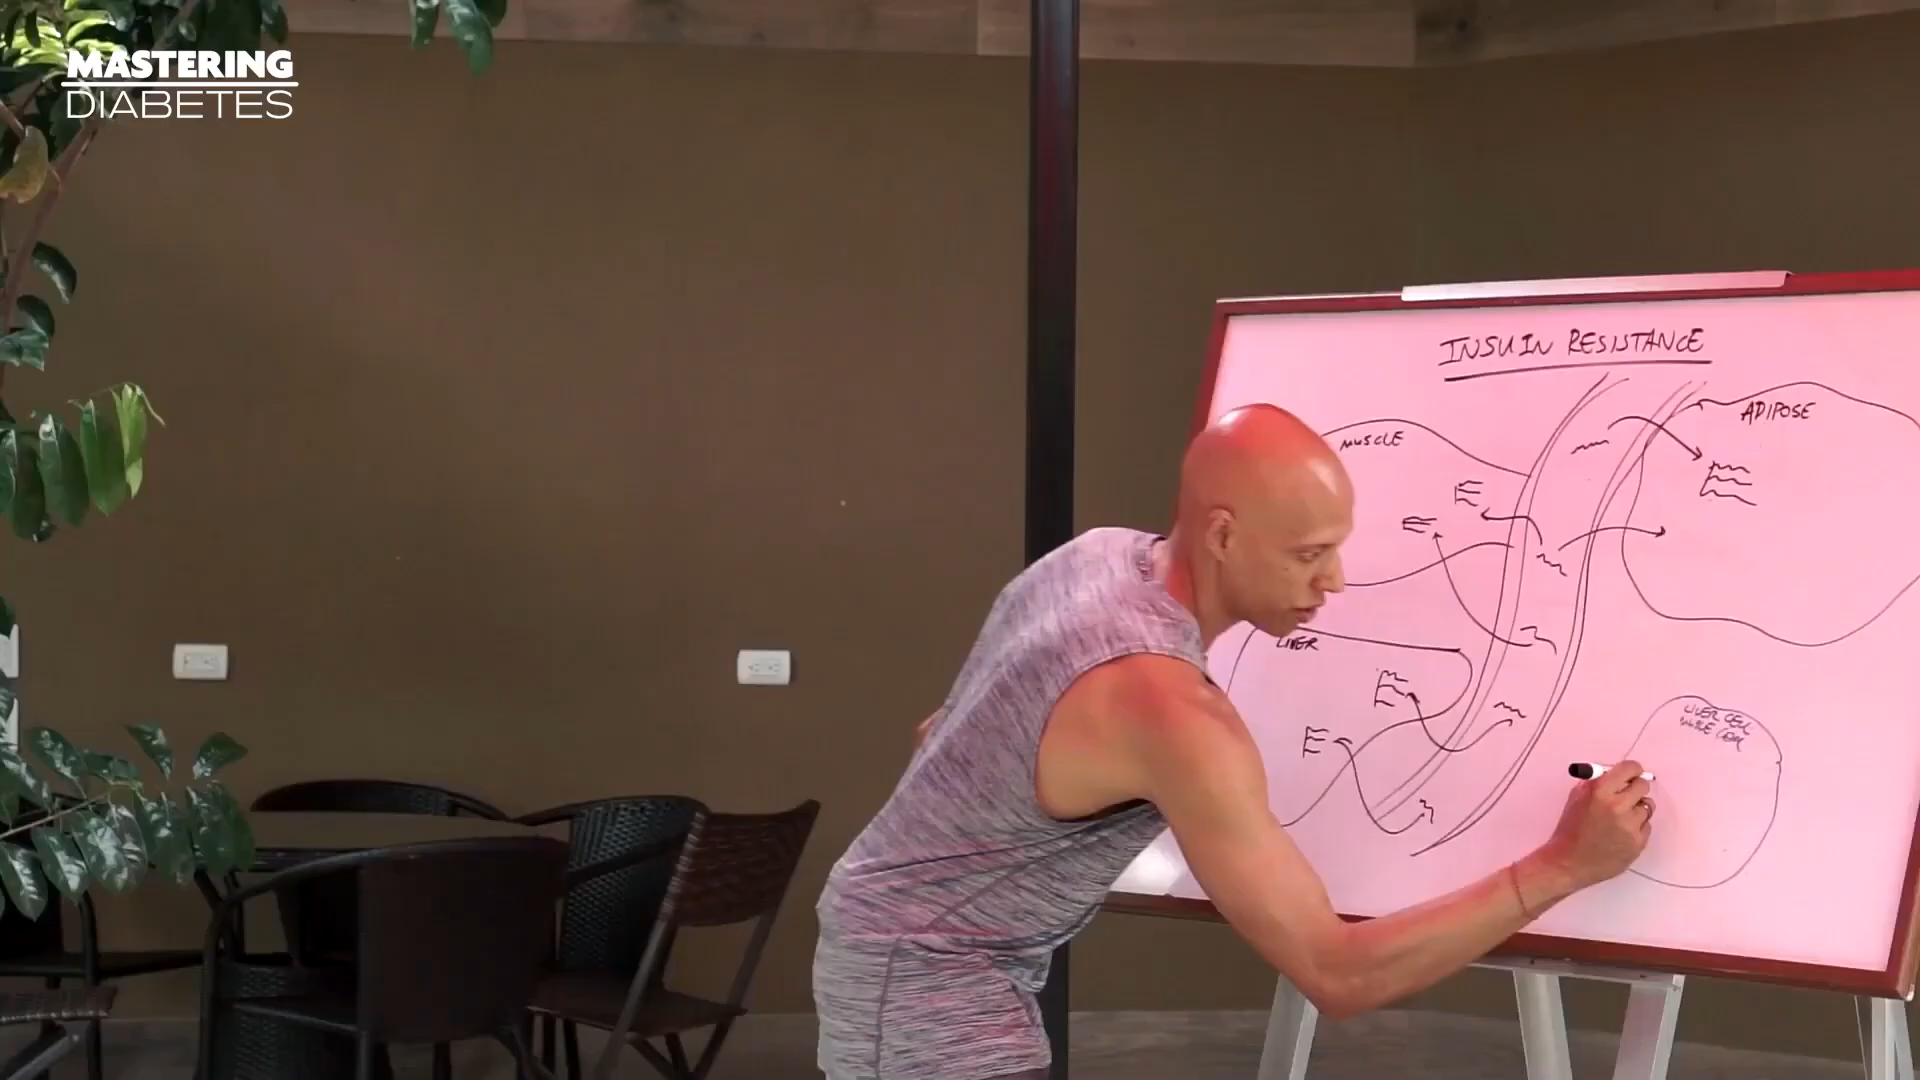 MASTERING
DIABETES
INSULIN RESISTANCE
MUSCLE
ADIPOSE
LIVER
LIVER CELL
MUSCLE CELL